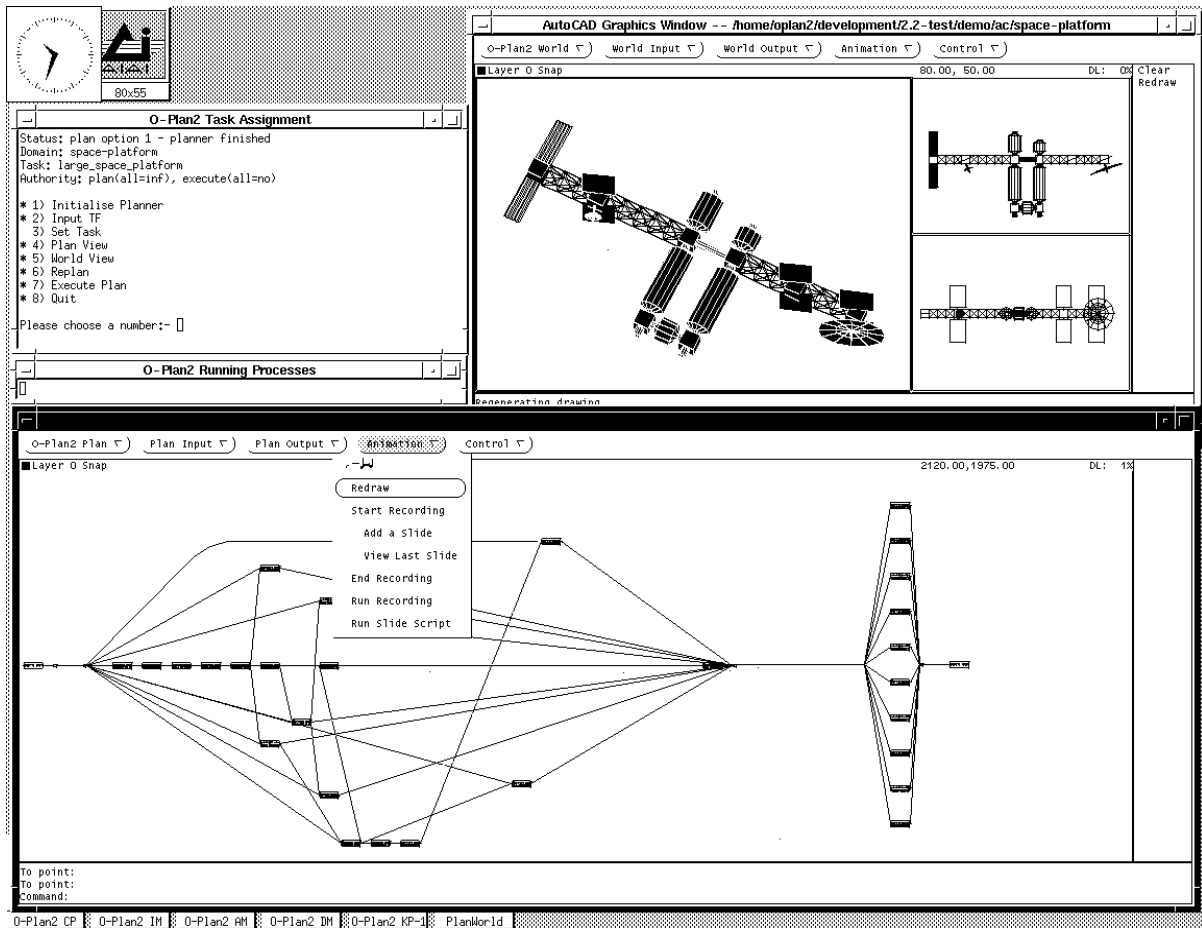 80x55
O-Plan2 Task Assignment
Status: plan option 1 - planner finished
Domain: space-platform
Task: large_space_platform
Authority: plan(all=inf), execute(all=no)
* 1) Initialise Planner
* 2) Input TF
3) Set Task
* 4) Plan View
* 5) World View
* 6) Replan
* 7) Execute Plan
* 8) Quit
Please choose a number:-
O-Plan2 Running Processes
AutoCAD Graphics Window -- /home/oplan2/development/2.2-test/demo/ac/space-platform
O-Plan2 World World Input World Output Animation Control
Layer 0 Snap 80.00, 50.00 DL: 0% Clear
Redraw
Regenerating drawing
O-Plan2 Plan Plan Input Plan Output Animation Control
Layer 0 Snap 2120.00,1975.00 DL: 1%
Redraw
Start Recording
Add a Slide
View Last Slide
End Recording
Run Recording
Run Slide Script
To point:
To point:
Command:
O-Plan2 CP O-Plan2 IM O-Plan2 AM O-Plan2 DM O-Plan2 KP-1 PlanWorld